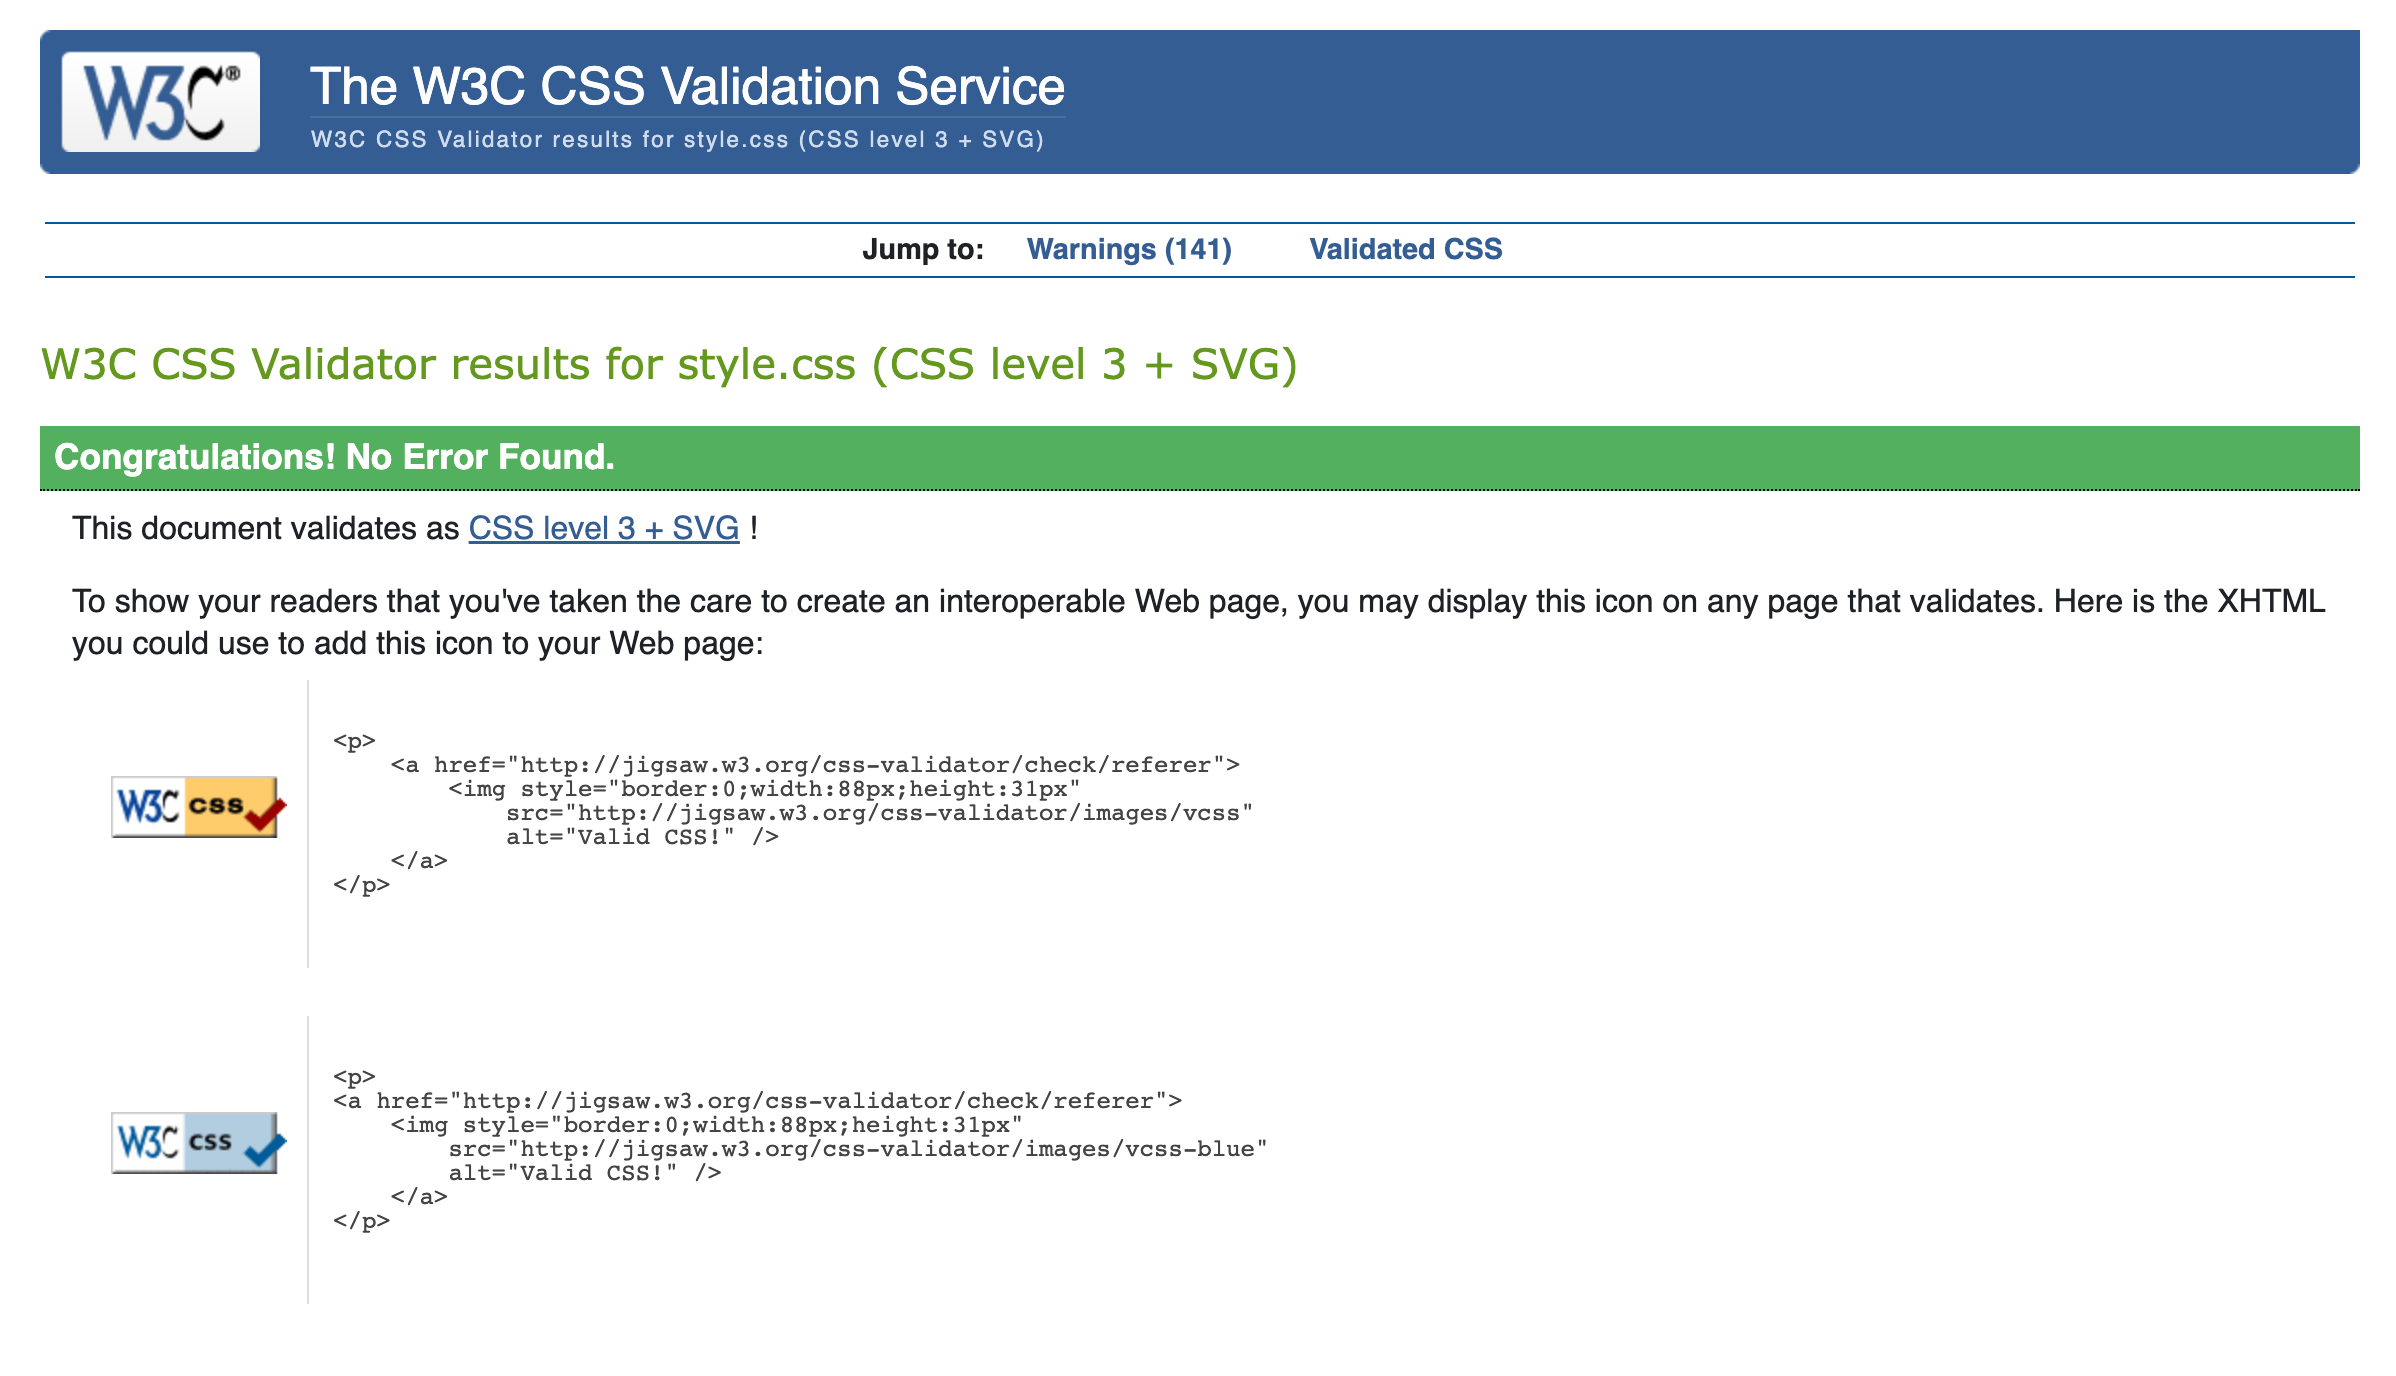 W3C®
The W3C CSS Validation Service
W3C CSS Validator results for style.css (CSS level 3 + SVG)
Jump to: Warnings (141) Validated CSS
W3C CSS Validator results for style.css (CSS level 3 + SVG)
Congratulations! No Error Found.
This document validates as CSS level 3 + SVG !
To show your readers that you've taken the care to create an interoperable Web page, you may display this icon on any page that validates. Here is the XHTML
you could use to add this icon to your Web page:
W3C css
<p>
    <a href="http://jigsaw.w3.org/css-validator/check/referer">
        <img style="border:0;width:88px;height:31px"
            src="http://jigsaw.w3.org/css-validator/images/vcss"
            alt="Valid CSS!" />
    </a>
</p>
W3C css
<p>
<a href="http://jigsaw.w3.org/css-validator/check/referer">
    <img style="border:0;width:88px;height:31px"
        src="http://jigsaw.w3.org/css-validator/images/vcss-blue"
        alt="Valid CSS!" />
    </a>
</p>